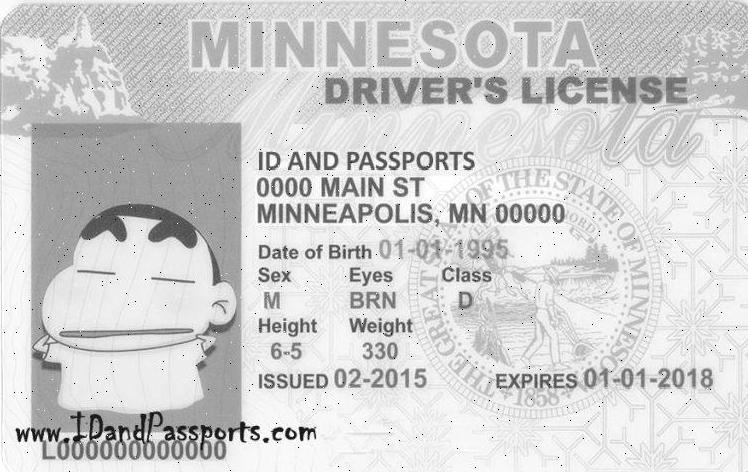 MINNESOTA
DRIVER'S LICENSE
Minnesota
ID AND PASSPORTS
0000 MAIN ST
MINNEAPOLIS, MN 00000
THE GREAT SEAL OF THE STATE OF MINNESOTA
Date of Birth 01-01-1995
Sex Eyes Class
M BRN D
Height Weight
6-5 330
ISSUED 02-2015 EXPIRES 01-01-2018
1858
www.IDandPassports.com
L000000000000